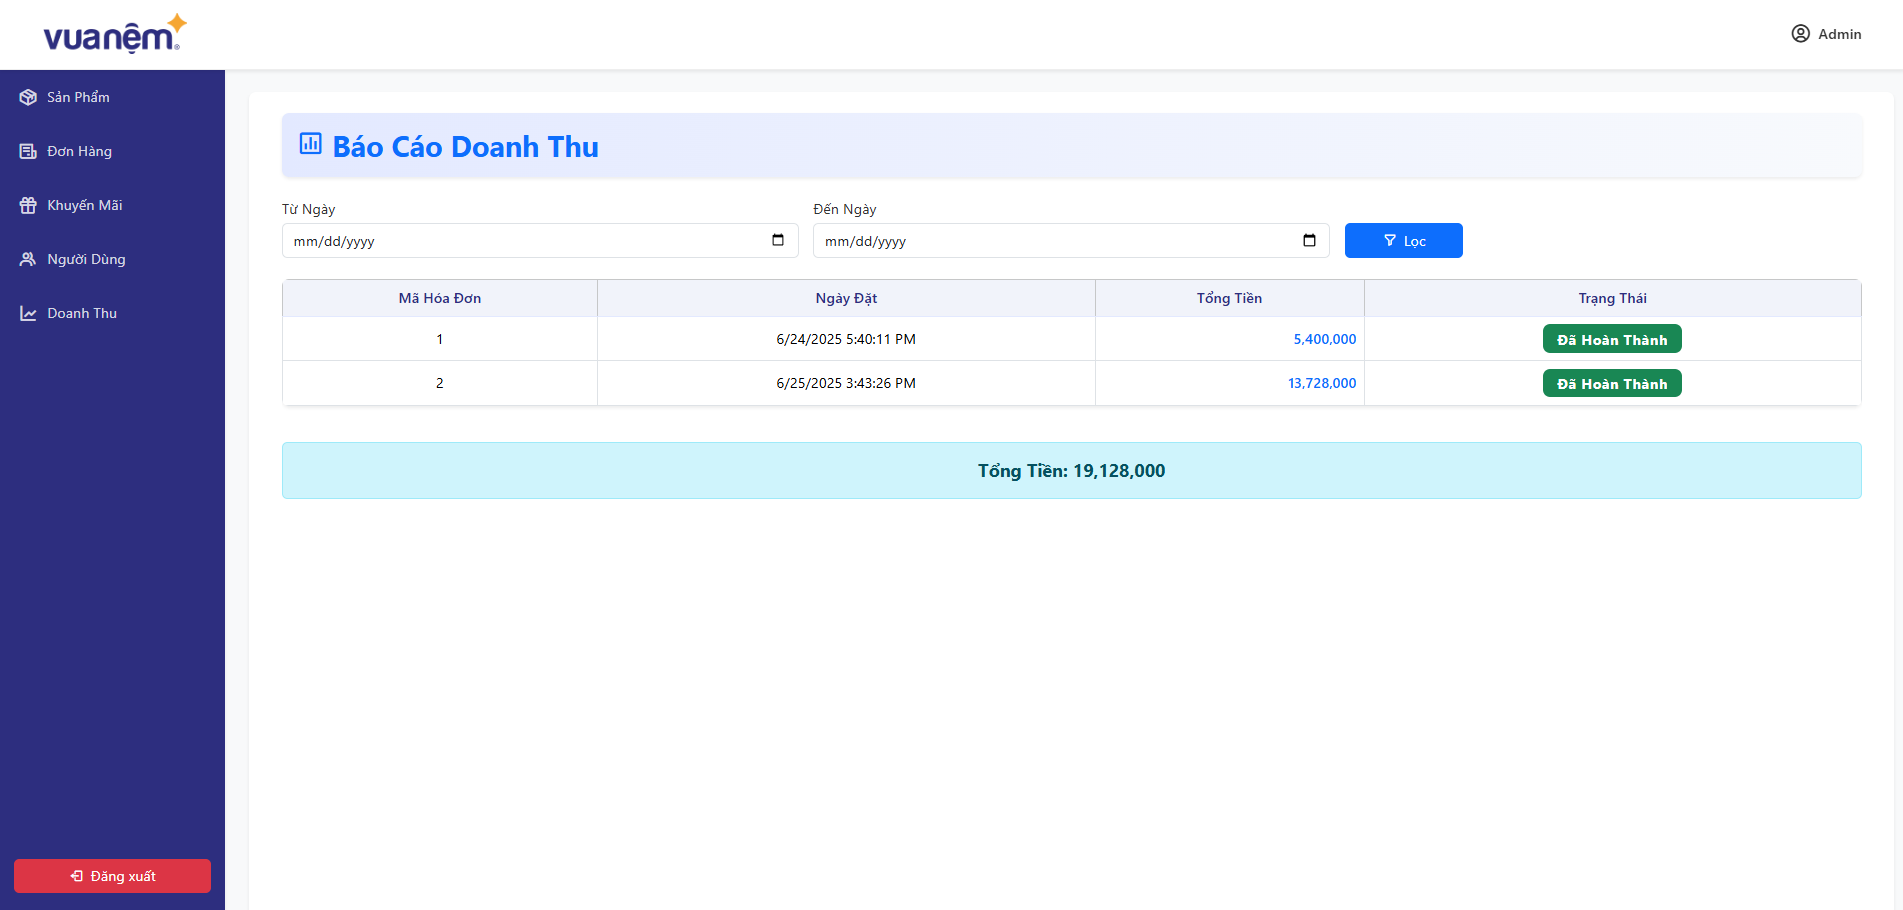 vuanệm®
Admin
Sản Phẩm
Đơn Hàng
Khuyến Mãi
Người Dùng
Doanh Thu
Đăng xuất
Báo Cáo Doanh Thu
Từ Ngày
Đến Ngày
mm/dd/yyyy
mm/dd/yyyy
Lọc
Mã Hóa Đơn Ngày Đặt Tổng Tiền Trạng Thái
1 6/24/2025 5:40:11 PM 5,400,000 Đã Hoàn Thành
2 6/25/2025 3:43:26 PM 13,728,000 Đã Hoàn Thành
Tổng Tiền: 19,128,000